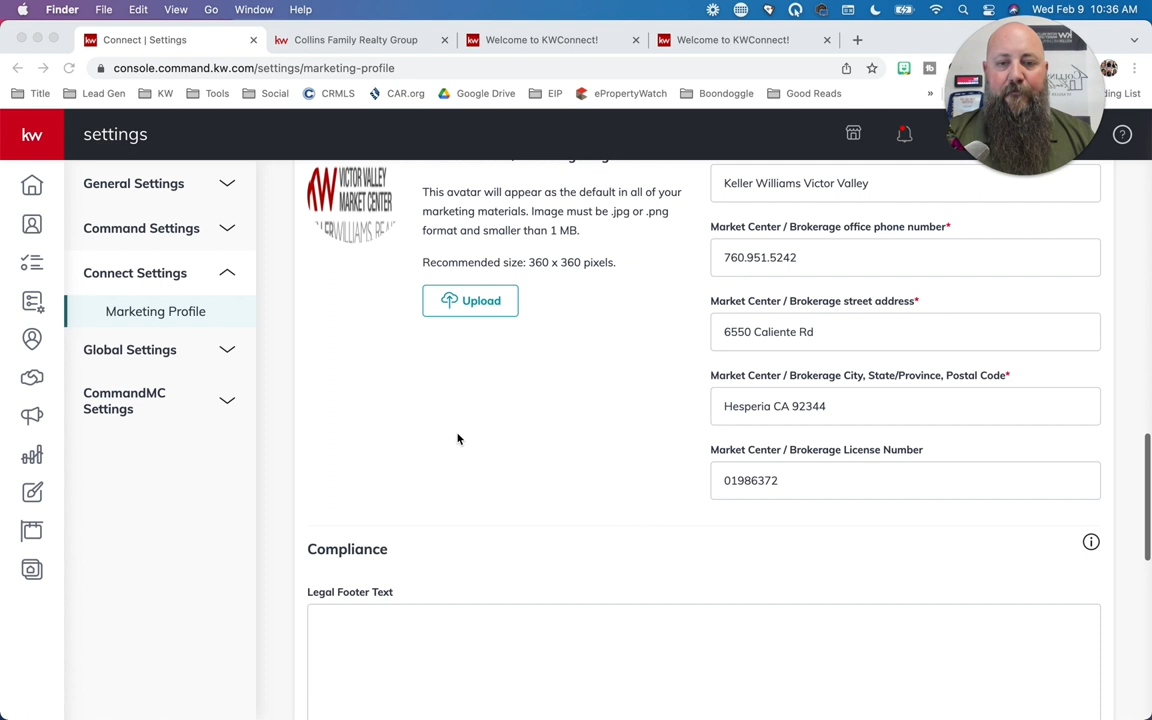 Finder File Edit View Go Window Help Wed Feb 9 10:36 AM
Connect | Settings Collins Family Realty Group Welcome to KWConnect! Welcome to KWConnect!
console.command.kw.com/settings/marketing-profile
Title Lead Gen KW Tools Social CRMLS CAR.org Google Drive EIP ePropertyWatch Boondoggle Good Reads » ding List
kw settings
General Settings
Command Settings
Connect Settings
Marketing Profile
Global Settings
CommandMC
Settings
VICTOR VALLEY
MARKET CENTER
This avatar will appear as the default in all of your
marketing materials. Image must be .jpg or .png
format and smaller than 1 MB.
Recommended size: 360 x 360 pixels.
Upload
Keller Williams Victor Valley
Market Center / Brokerage office phone number*
760.951.5242
Market Center / Brokerage street address*
6550 Caliente Rd
Market Center / Brokerage City, State/Province, Postal Code*
Hesperia CA 92344
Market Center / Brokerage License Number
01986372
Compliance
Legal Footer Text